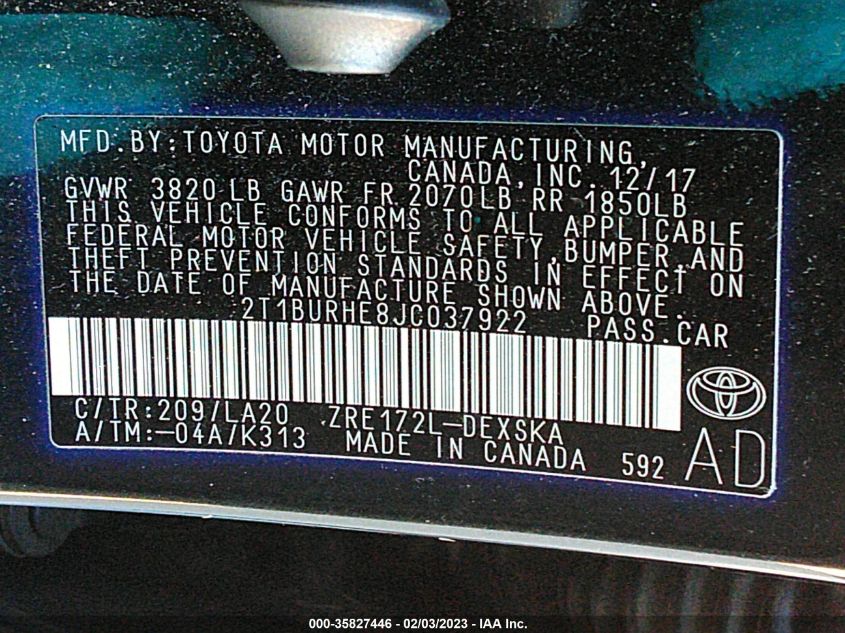 MFD.BY:TOYOTA MOTOR MANUFACTURING,
CANADA, INC. 12/17
GVWR 3820 LB GAWR FR 2070LB RR 1850LB
THIS VEHICLE CONFORMS TO ALL APPLICABLE
FEDERAL MOTOR VEHICLE SAFETY, BUMPER, AND
THEFT PREVENTION STANDARDS IN EFFECT ON
THE DATE OF MANUFACTURE SHOWN ABOVE.
2T1BURHE8JC037922 PASS.CAR
C/TR:209/LA20 ZRE172L-DEXSKA
A/TM:-04A/K313 MADE IN CANADA 592
AD
000-35827446 - 02/03/2023 - IAA Inc.